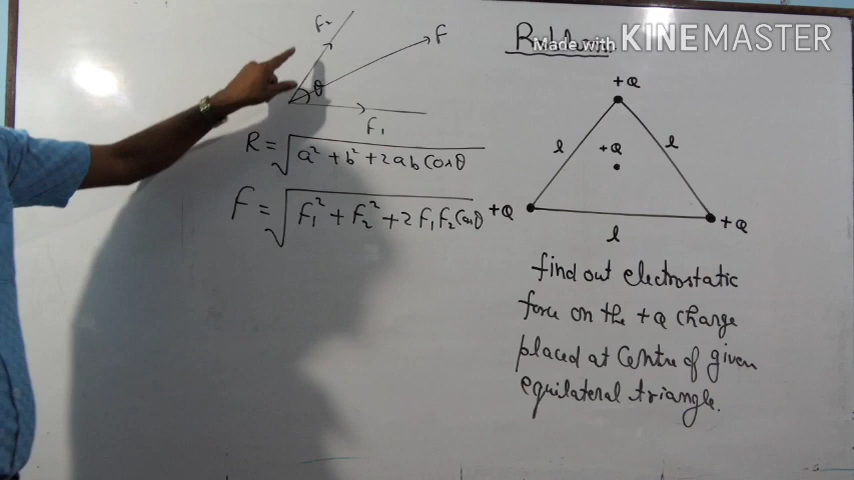 F₂
F
θ
F₁
R = √a² + b² + 2ab Cosθ
F = √F₁² + F₂² + 2F₁F₂ Cosθ
Made with KINEMASTER
+Q
l
l
+Q
+Q
+Q
l
find out electrostatic
force on the +Q charge
placed at Centre of given
equilateral triangle.